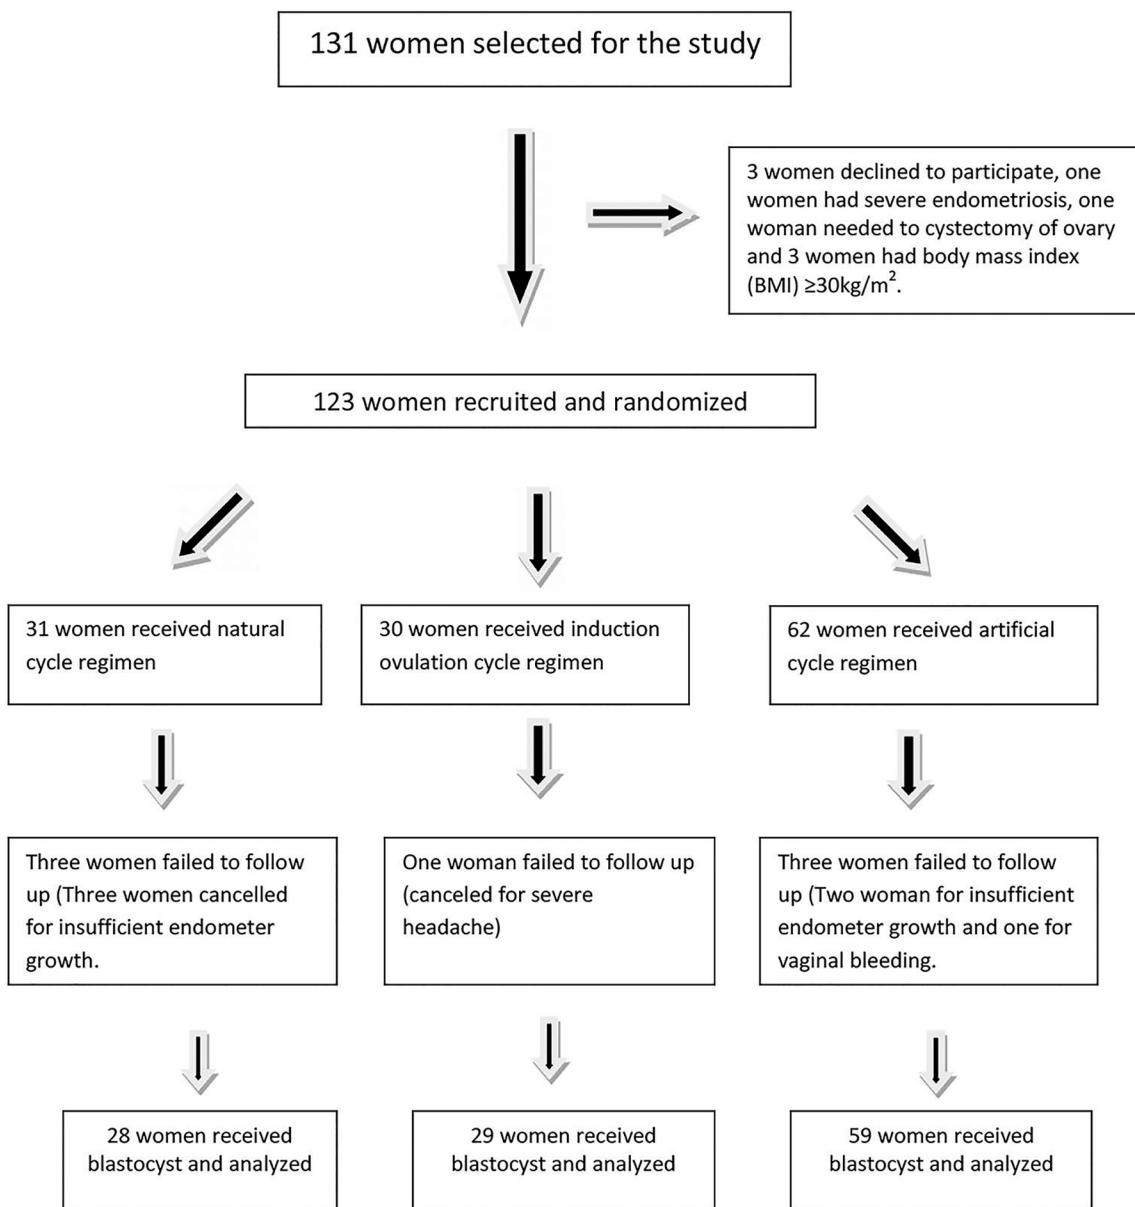 131 women selected for the study
3 women declined to participate, one
women had severe endometriosis, one
woman needed to cystectomy of ovary
and 3 women had body mass index
(BMI) ≥30kg/m².
123 women recruited and randomized
31 women received natural
cycle regimen
30 women received induction
ovulation cycle regimen
62 women received artificial
cycle regimen
Three women failed to follow
up (Three women cancelled
for insufficient endometer
growth.
One woman failed to follow up
(canceled for severe
headache)
Three women failed to follow
up (Two woman for insufficient
endometer growth and one for
vaginal bleeding.
28 women received
blastocyst and analyzed
29 women received
blastocyst and analyzed
59 women received
blastocyst and analyzed